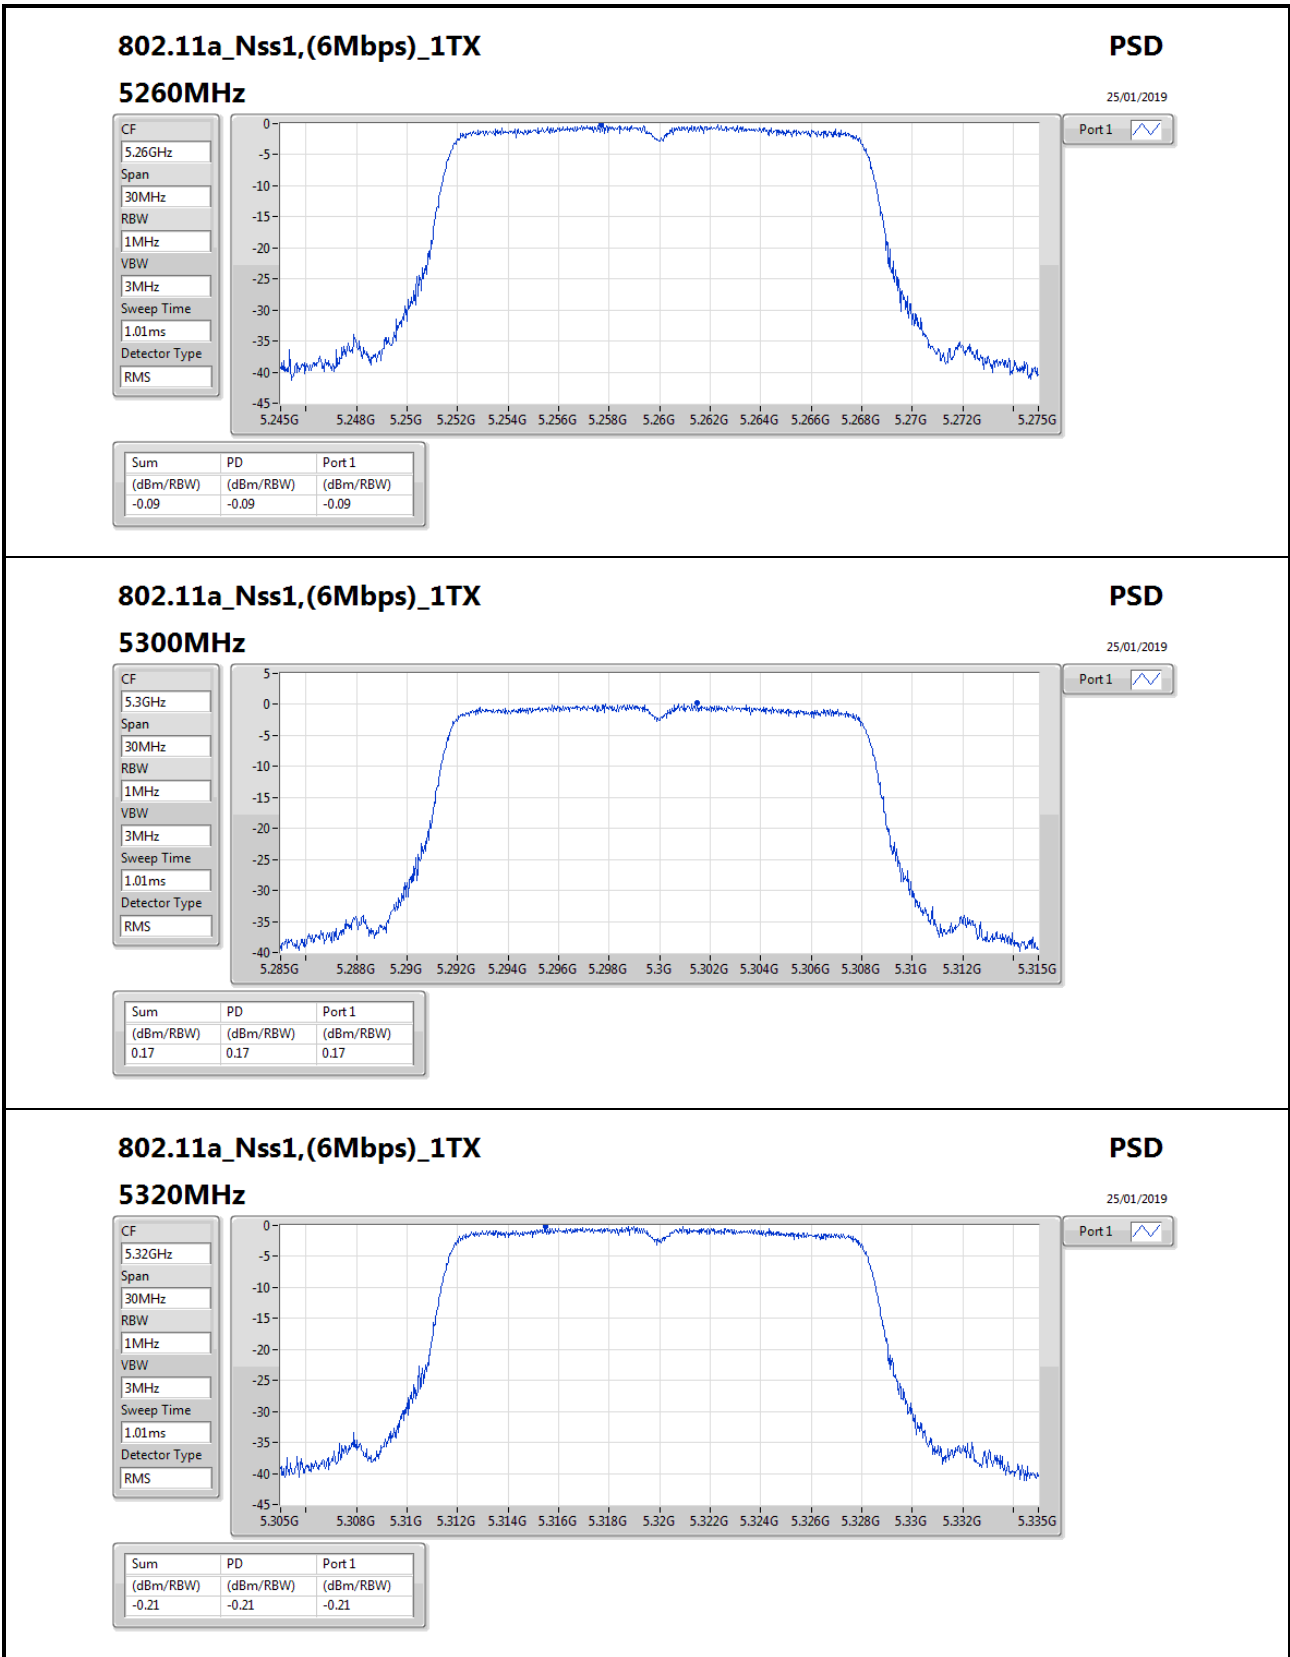 802.11a_Nss1,(6Mbps)_1TX PSD
5260MHz 25/01/2019
CF
5.26GHz
Span
30MHz
RBW
1MHz
VBW
3MHz
Sweep Time
1.01ms
Detector Type
RMS
0
-5
-10
-15
-20
-25
-30
-35
-40
-45
5.245G 5.248G 5.25G 5.252G 5.254G 5.256G 5.258G 5.26G 5.262G 5.264G 5.266G 5.268G 5.27G 5.272G 5.275G
Port 1
Sum PD Port 1
(dBm/RBW) (dBm/RBW) (dBm/RBW)
-0.09 -0.09 -0.09
802.11a_Nss1,(6Mbps)_1TX PSD
5300MHz 25/01/2019
CF
5.3GHz
Span
30MHz
RBW
1MHz
VBW
3MHz
Sweep Time
1.01ms
Detector Type
RMS
5
0
-5
-10
-15
-20
-25
-30
-35
-40
5.285G 5.288G 5.29G 5.292G 5.294G 5.296G 5.298G 5.3G 5.302G 5.304G 5.306G 5.308G 5.31G 5.312G 5.315G
Port 1
Sum PD Port 1
(dBm/RBW) (dBm/RBW) (dBm/RBW)
0.17 0.17 0.17
802.11a_Nss1,(6Mbps)_1TX PSD
5320MHz 25/01/2019
CF
5.32GHz
Span
30MHz
RBW
1MHz
VBW
3MHz
Sweep Time
1.01ms
Detector Type
RMS
0
-5
-10
-15
-20
-25
-30
-35
-40
-45
5.305G 5.308G 5.31G 5.312G 5.314G 5.316G 5.318G 5.32G 5.322G 5.324G 5.326G 5.328G 5.33G 5.332G 5.335G
Port 1
Sum PD Port 1
(dBm/RBW) (dBm/RBW) (dBm/RBW)
-0.21 -0.21 -0.21